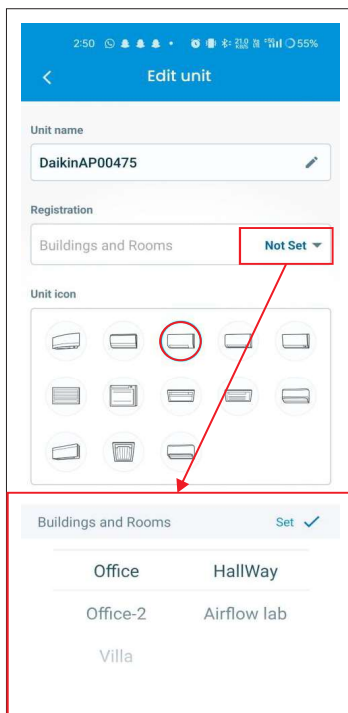 2:50 55%
Edit unit
Unit name
DaikinAP00475
Registration
Buildings and Rooms Not Set
Unit icon
Buildings and Rooms Set
Office HallWay
Office-2 Airflow lab
Villa